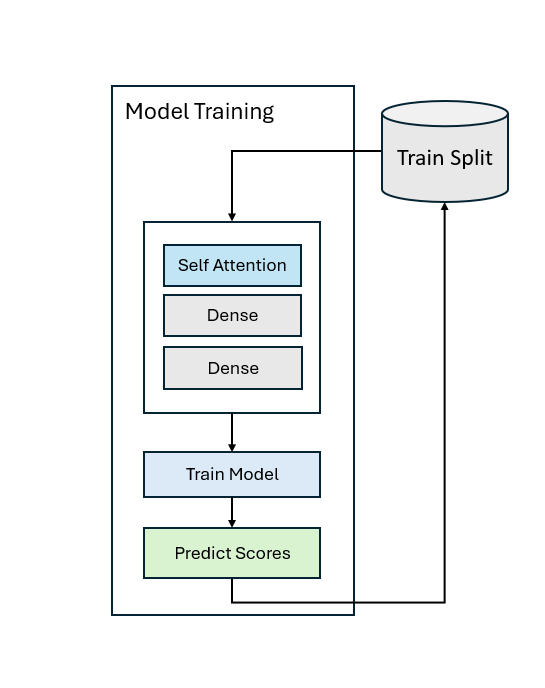 Model Training
Train Split
Self Attention
Dense
Dense
Train Model
Predict Scores